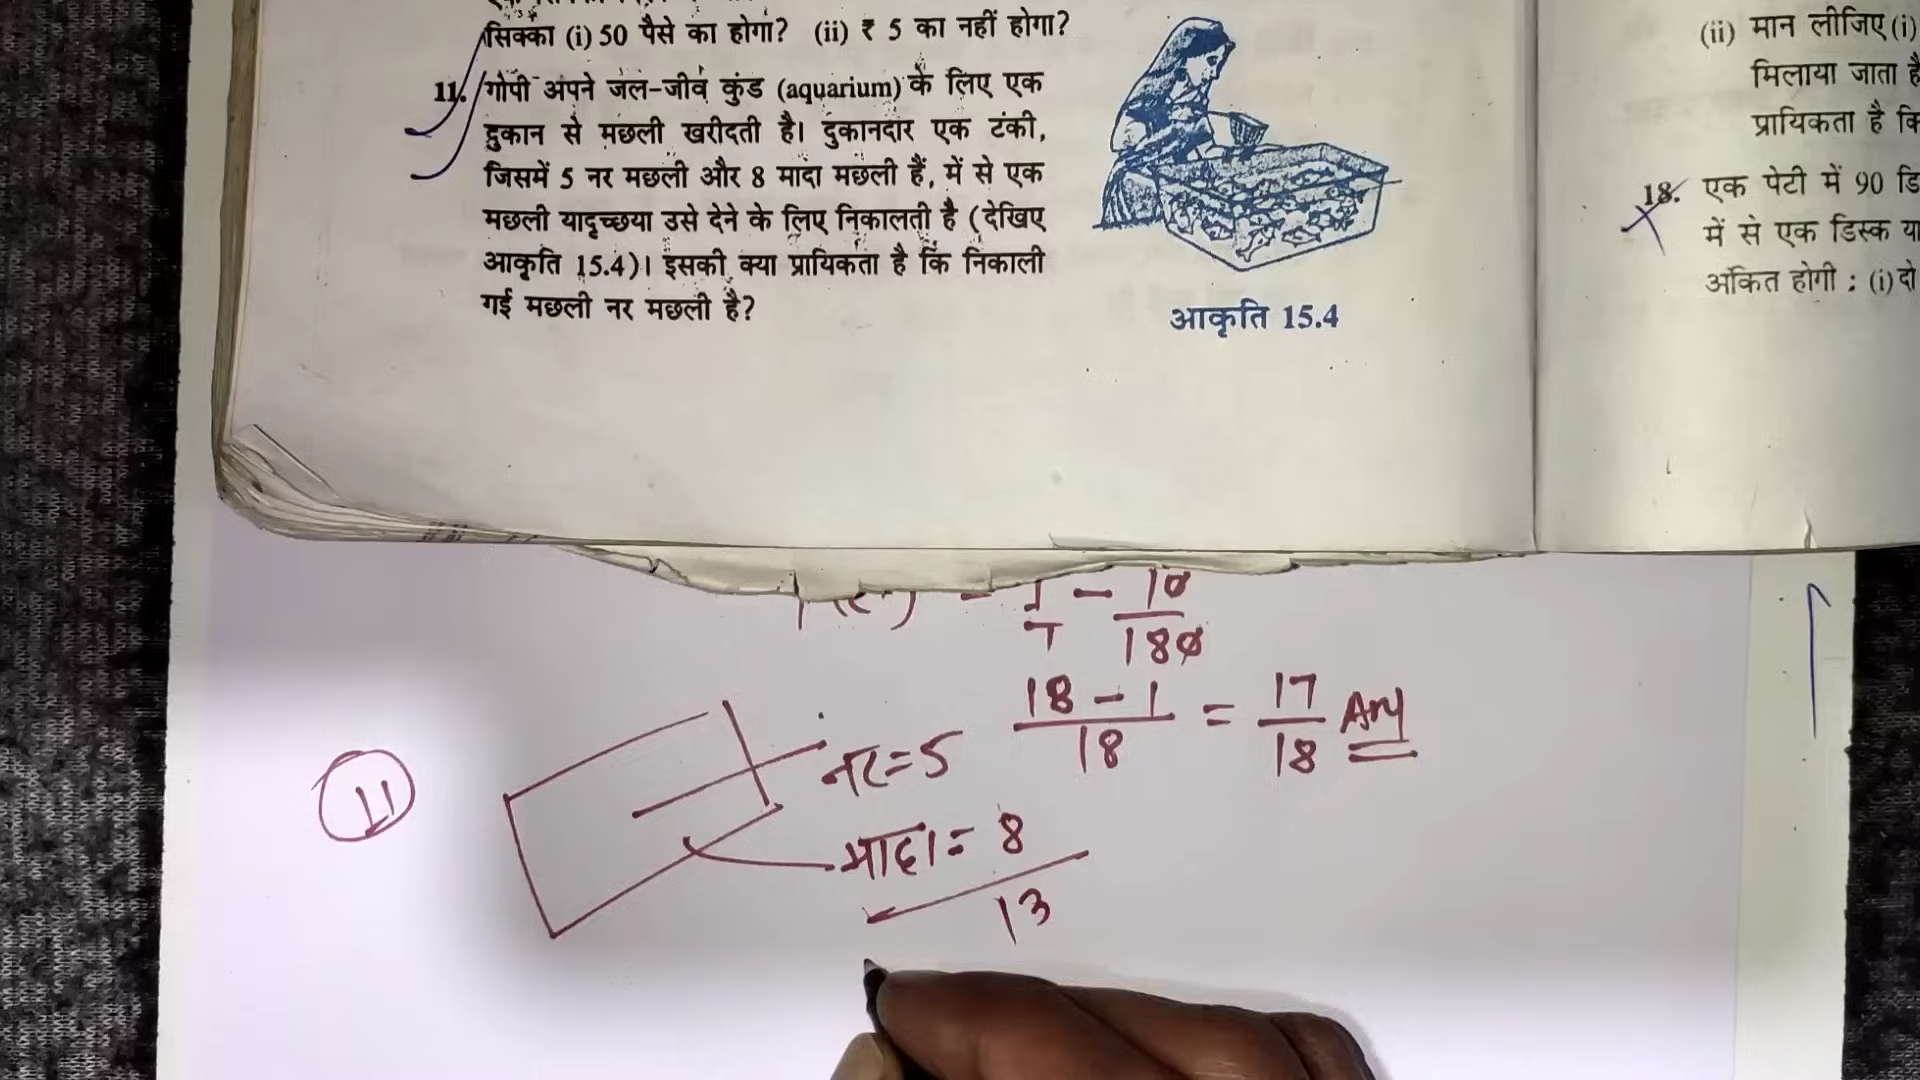 सिक्का (i) 50 पैसे का होगा? (ii) ₹ 5 का नहीं होगा?
11. गोपी अपने जल-जीव कुंड (aquarium) के लिए एक
दुकान से मछली खरीदती है। दुकानदार एक टंकी,
जिसमें 5 नर मछली और 8 मादा मछली हैं, में से एक
मछली यादृच्छया उसे देने के लिए निकालती है (देखिए
आकृति 15.4)। इसकी क्या प्रायिकता है कि निकाली
गई मछली नर मछली है?
आकृति 15.4
(ii) मान लीजिए (i)
मिलाया जाता है
प्रायिकता है कि
18. एक पेटी में 90 डि
में से एक डिस्क या
अंकित होगी : (i) दो
- 10
180
18 - 1 = 17 Ans
18 18
11
नर = 5
मादा = 8
13